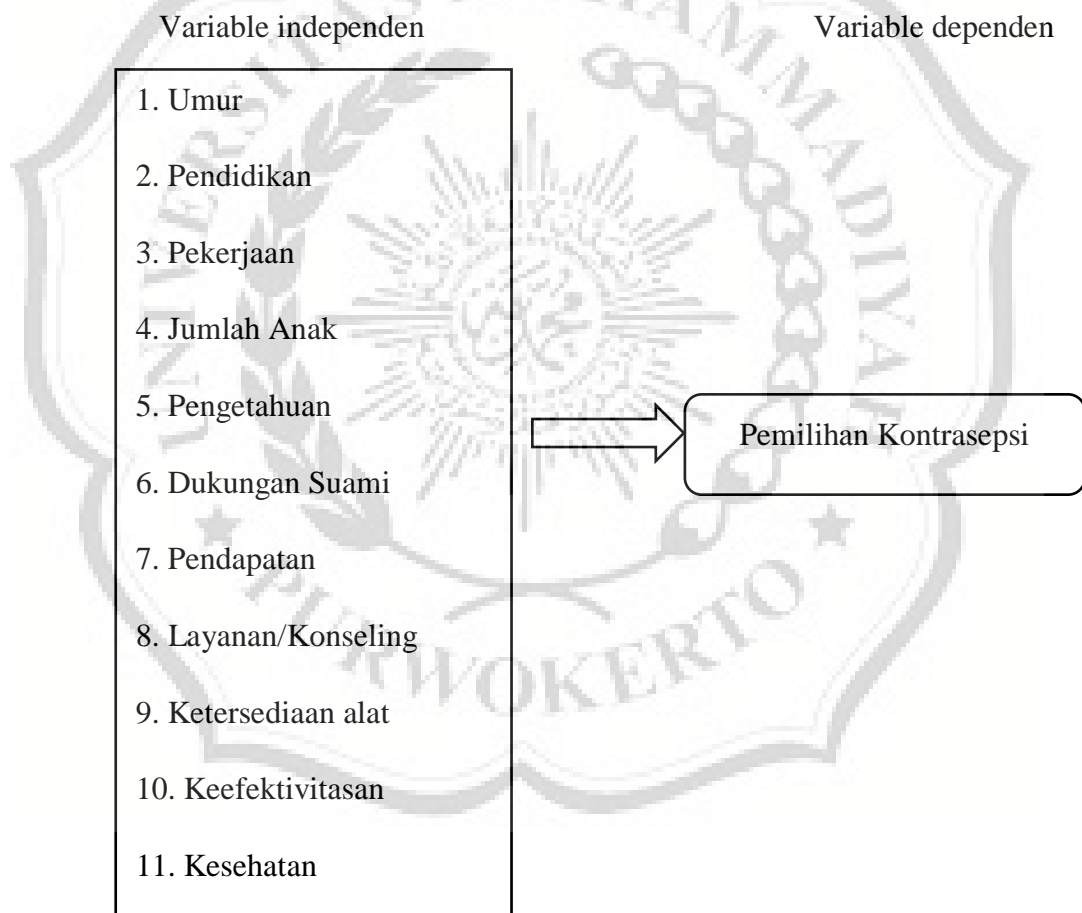 Variable independen
Variable dependen
1. Umur
2. Pendidikan
3. Pekerjaan
4. Jumlah Anak
5. Pengetahuan
6. Dukungan Suami
7. Pendapatan
8. Layanan/Konseling
9. Ketersediaan alat
10. Keefektivitasan
11. Kesehatan
Pemilihan Kontrasepsi
PURWOKERTO